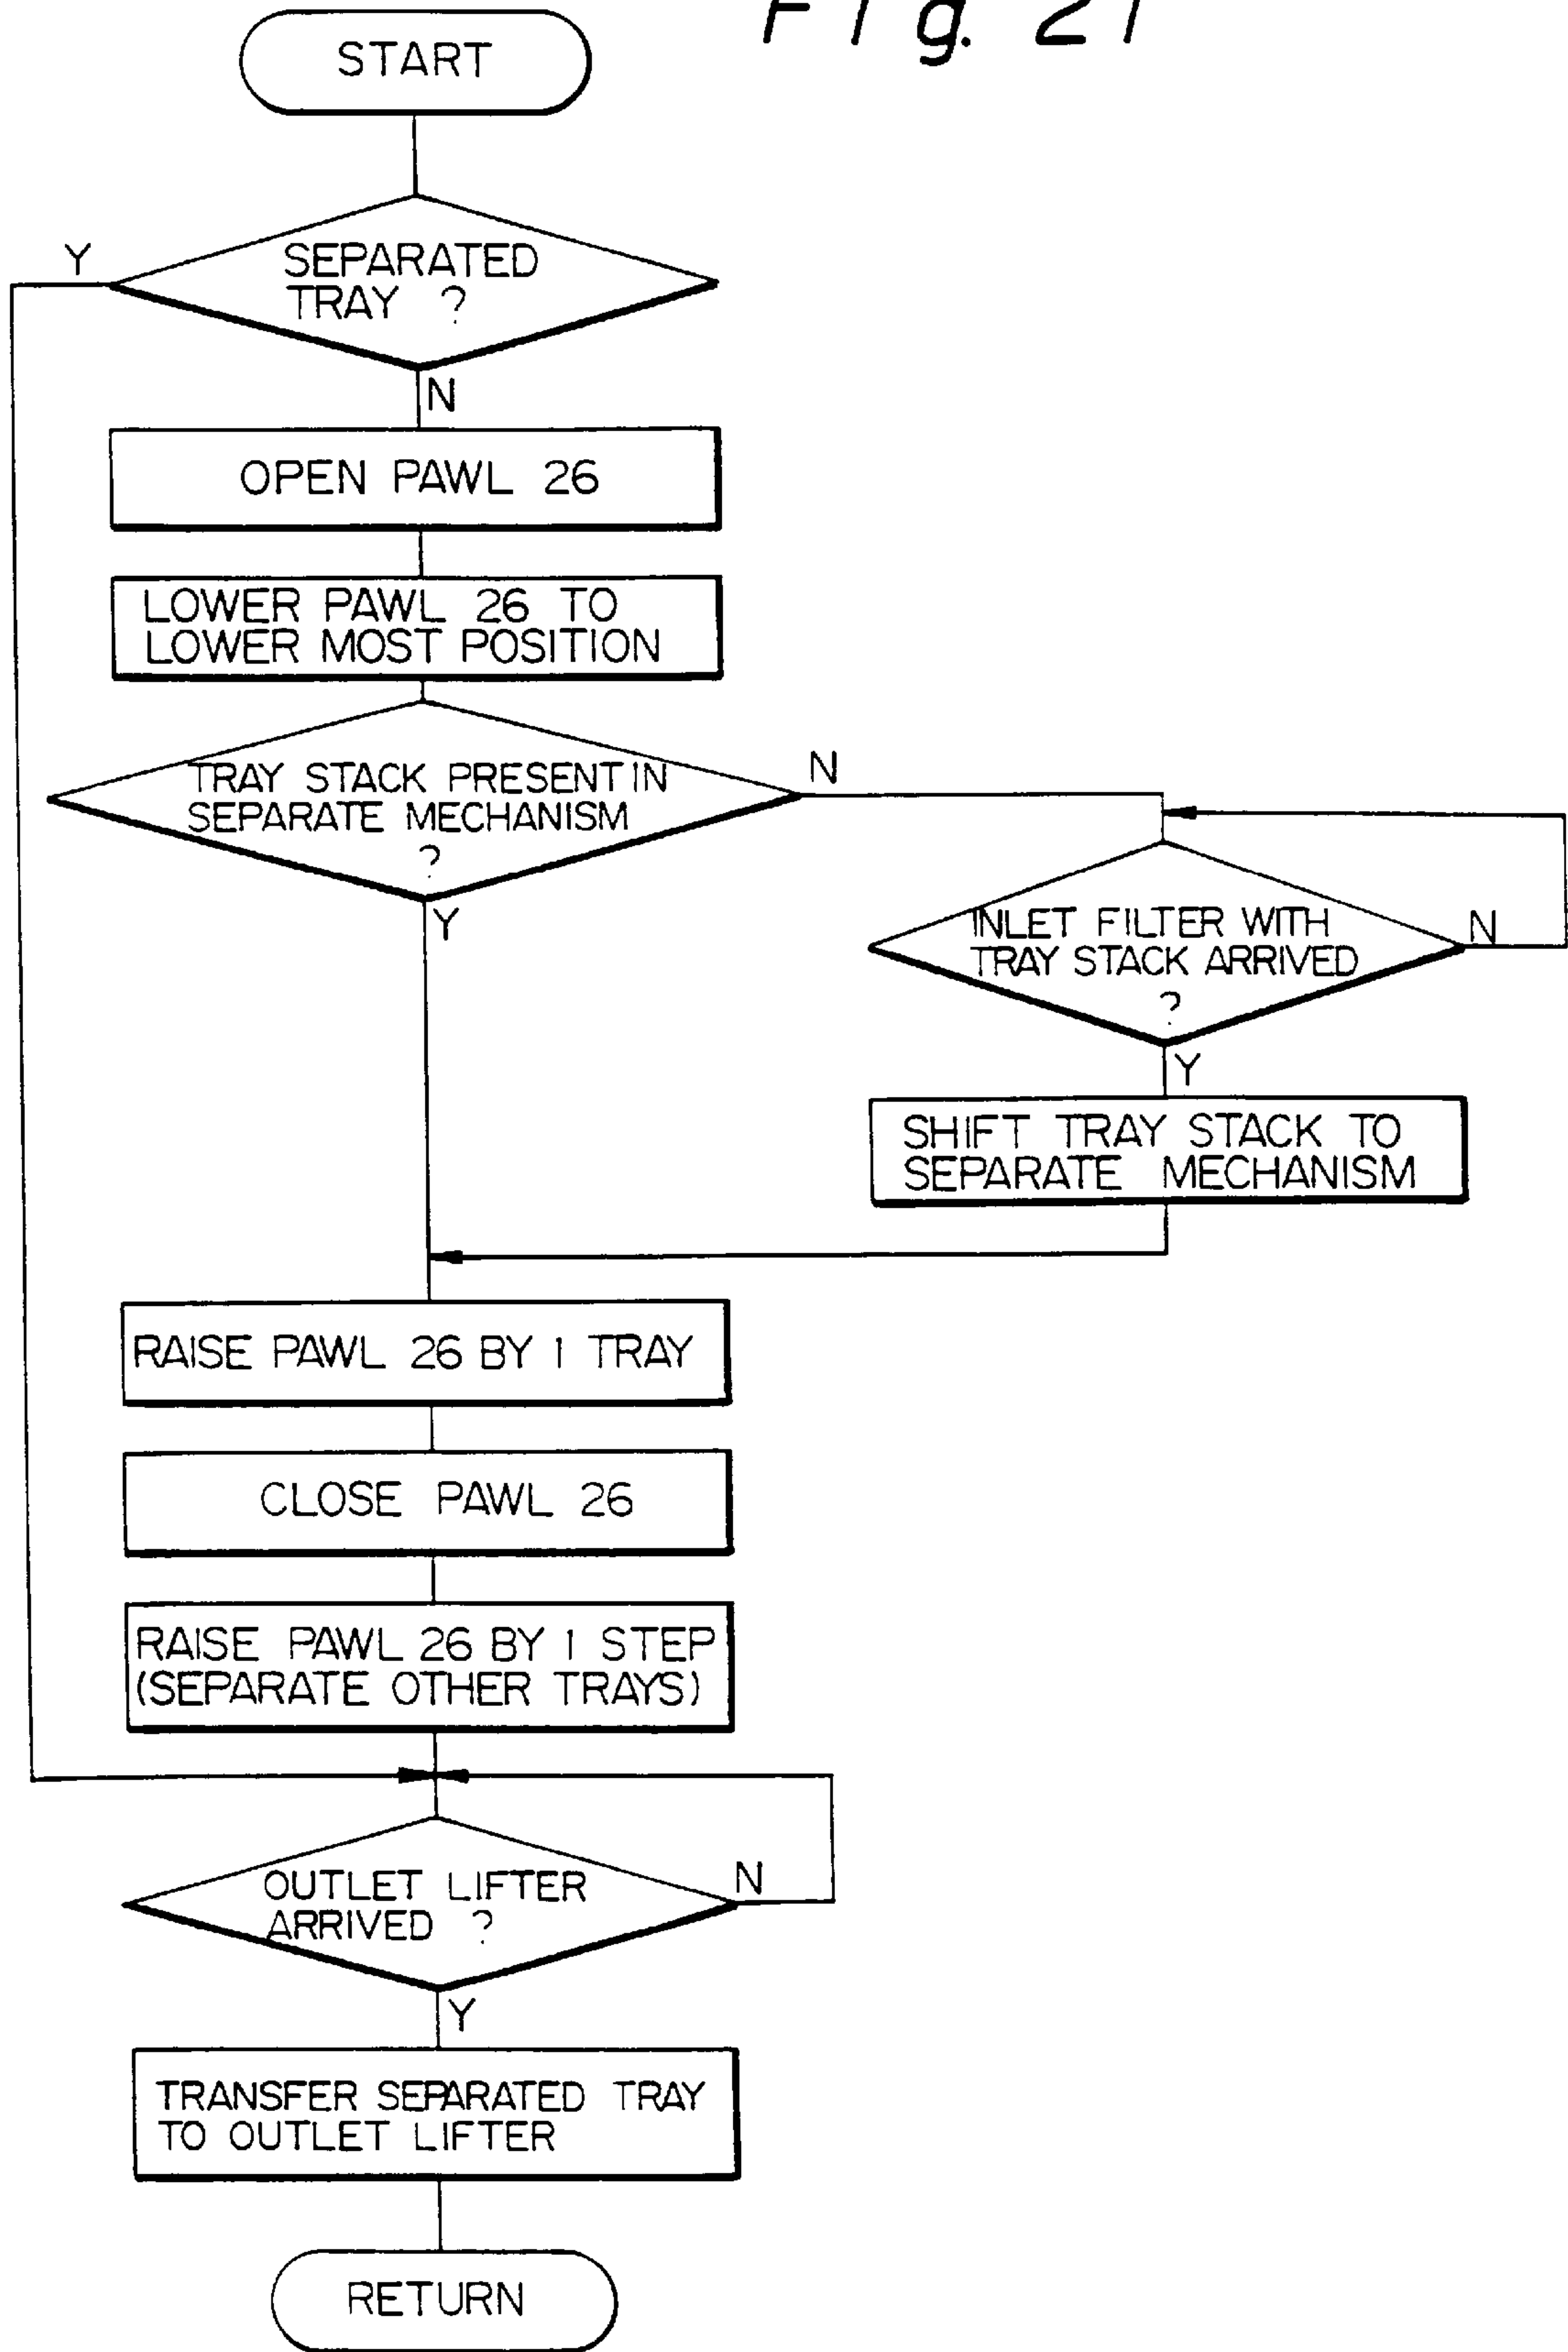 Fig. 21
START
SEPARATED
TRAY ?
Y
N
OPEN PAWL 26
LOWER PAWL 26 TO
LOWER MOST POSITION
TRAY STACK PRESENT IN
SEPARATE MECHANISM
?
N
Y
INLET FILTER WITH
TRAY STACK ARRIVED
?
N
Y
SHIFT TRAY STACK TO
SEPARATE MECHANISM
RAISE PAWL 26 BY 1 TRAY
CLOSE PAWL 26
RAISE PAWL 26 BY 1 STEP
(SEPARATE OTHER TRAYS)
OUTLET LIFTER
ARRIVED ?
N
Y
TRANSFER SEPARATED TRAY
TO OUTLET LIFTER
RETURN